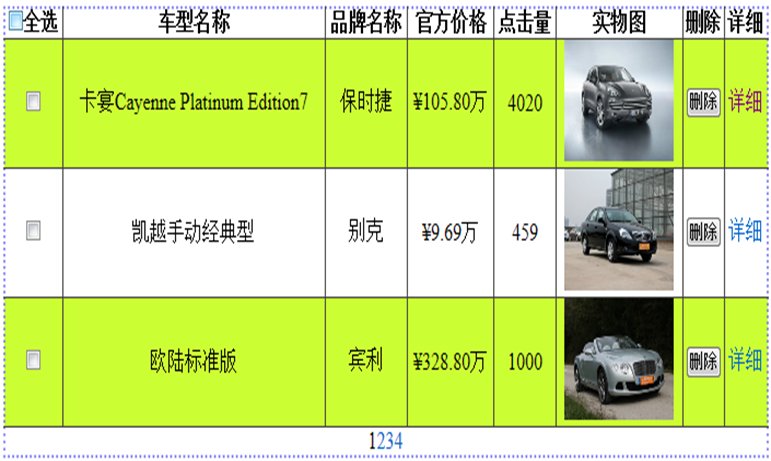 全选 车型名称 品牌名称 官方价格 点击量 实物图 删除 详细
卡宴Cayenne Platinum Edition7 保时捷 ¥105.80万 4020 删除 详细
凯越手动经典型 别克 ¥9.69万 459 删除 详细
欧陆标准版 宾利 ¥328.80万 1000 删除 详细
1234